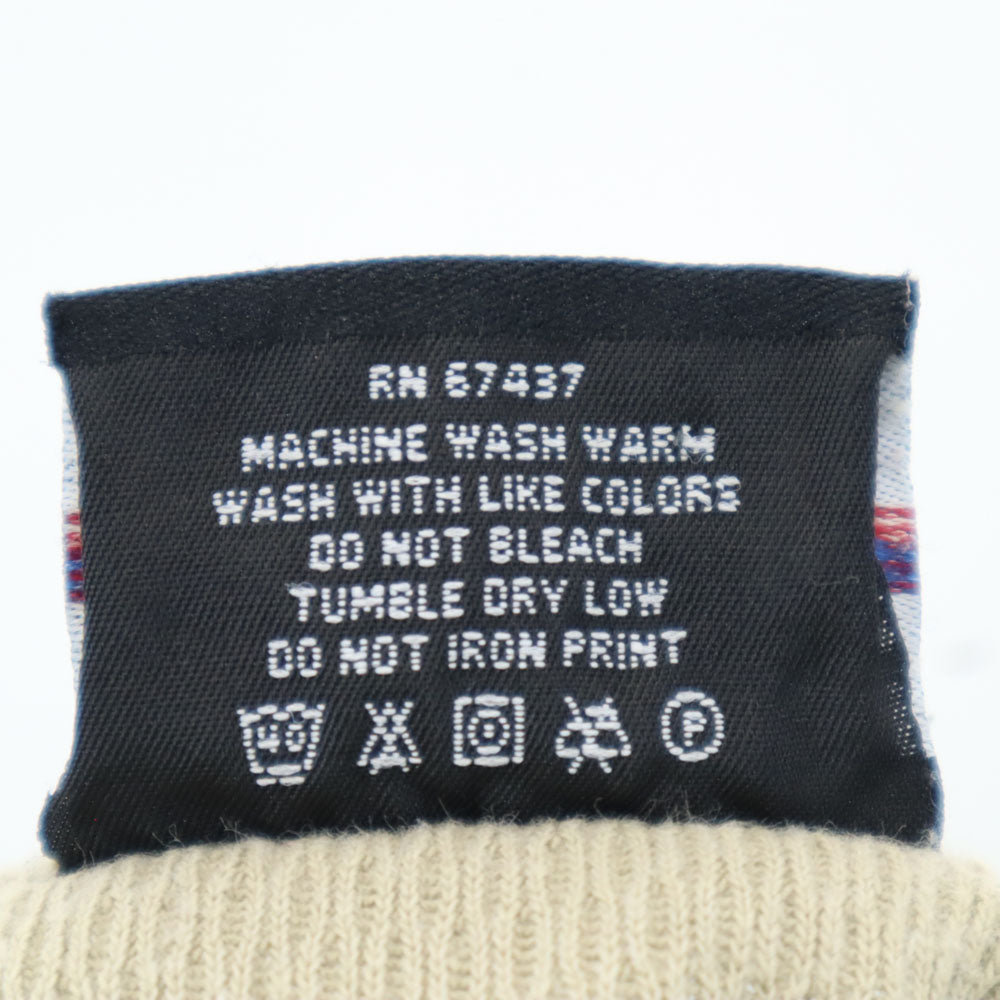 RN 67437
MACHINE WASH WARM
WASH WITH LIKE COLORS
DO NOT BLEACH
TUMBLE DRY LOW
DO NOT IRON PRINT
40 P